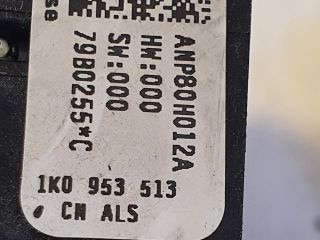 ANP80H012A
HW:000
SW:000
79B0255*C
1K0 953 513
CN ALS